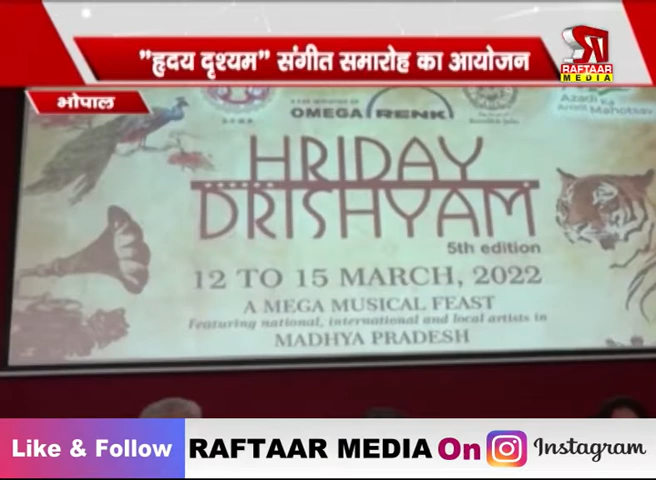 "हृदय दृश्यम" संगीत समारोह का आयोजन
RAFTAAR
MEDIA
भोपाल
OMEGA RENK
Azadi Ka
Amrit Mahotsav
HRIDAY
DRISHYAM
5th edition
12 TO 15 MARCH, 2022
A MEGA MUSICAL FEAST
Featuring national, international and local artists in
MADHYA PRADESH
Like & Follow RAFTAAR MEDIA On Instagram